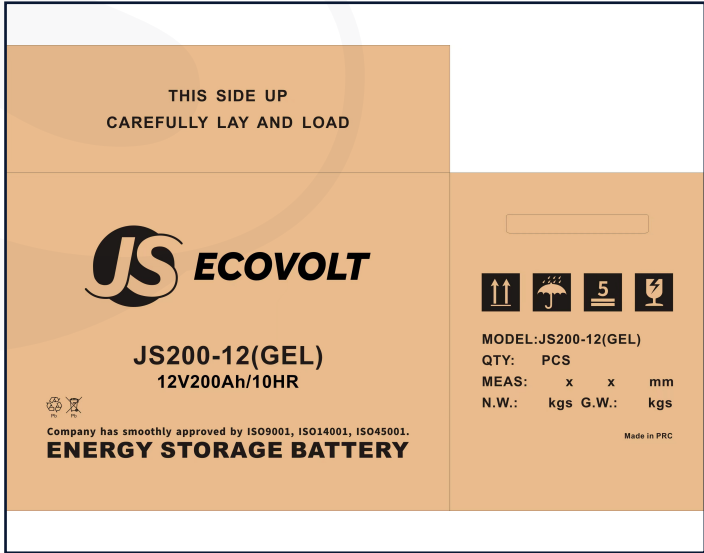 THIS SIDE UP
CAREFULLY LAY AND LOAD
JS ECOVOLT
JS200-12(GEL)
12V200Ah/10HR
Pb Pb
Company has smoothly approved by ISO9001, ISO14001, ISO45001.
ENERGY STORAGE BATTERY
5
MODEL:JS200-12(GEL)
QTY: PCS
MEAS: x x mm
N.W.: kgs G.W.: kgs
Made in PRC